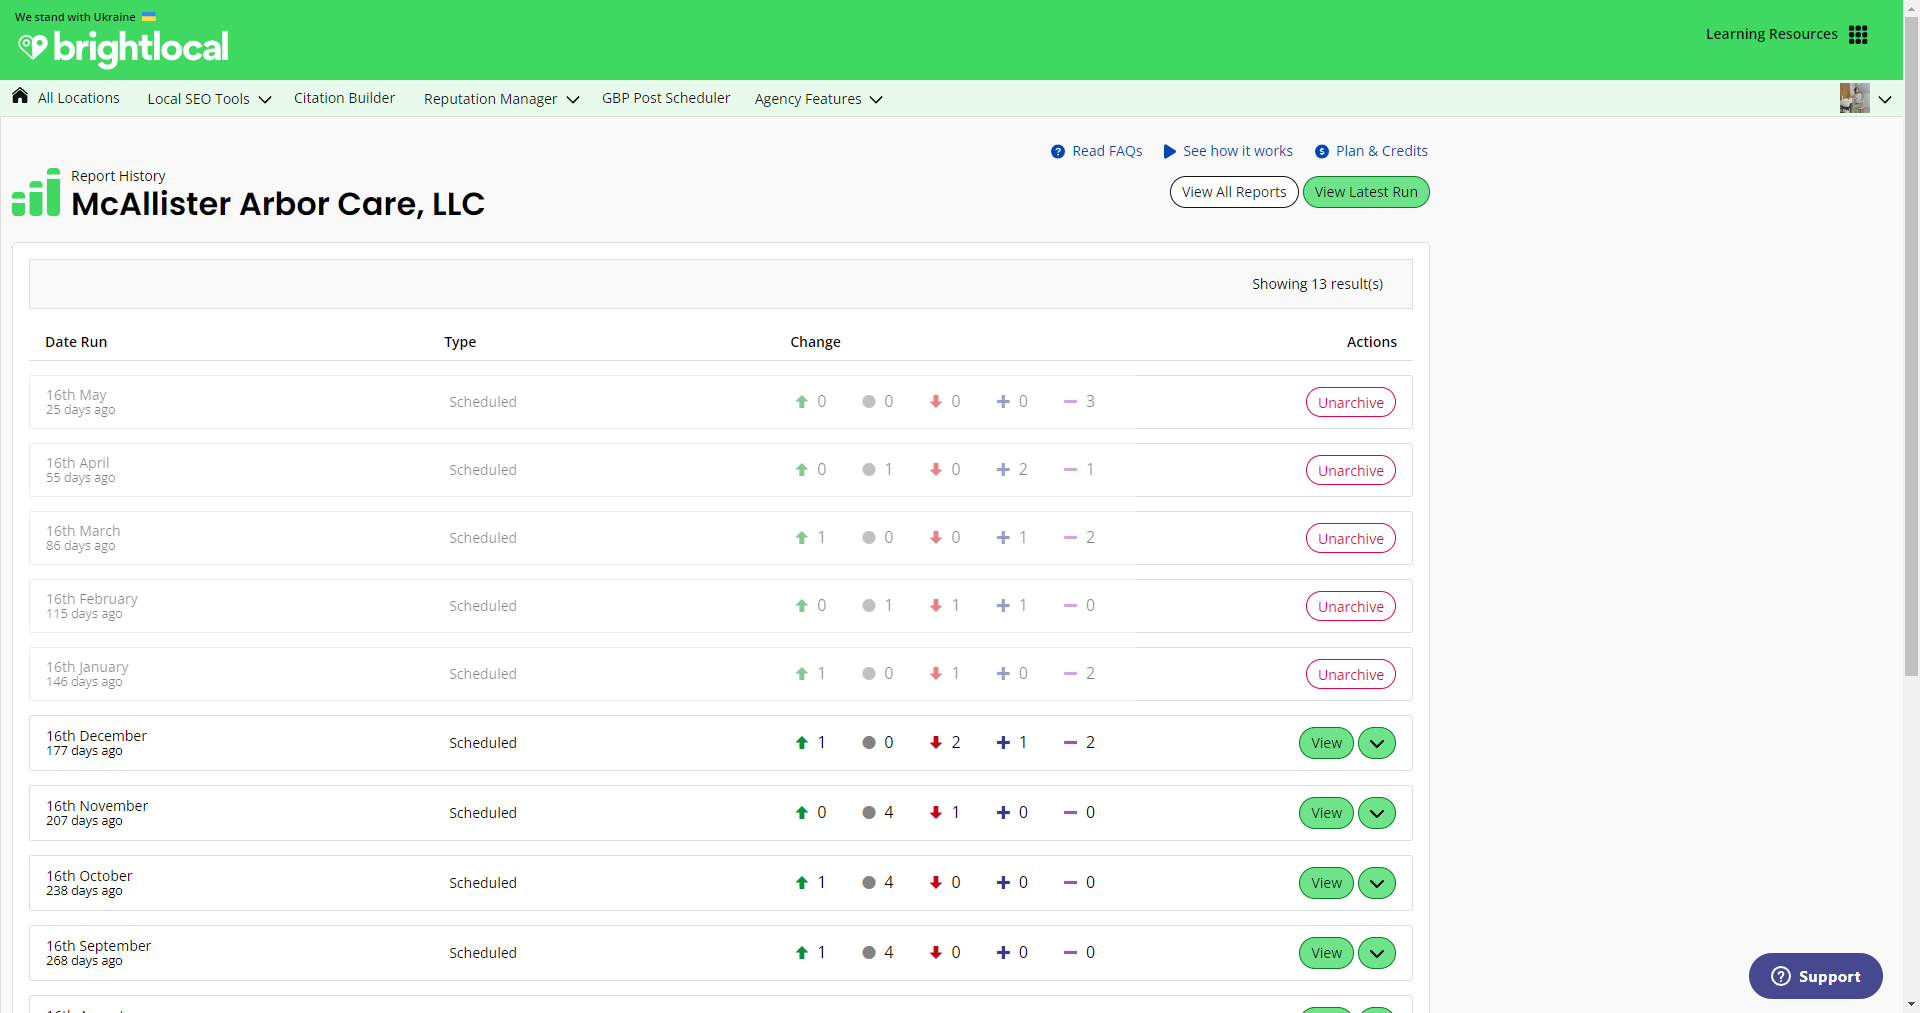 We stand with Ukraine
brightlocal
Learning Resources
All Locations Local SEO Tools Citation Builder Reputation Manager GBP Post Scheduler Agency Features
Read FAQs See how it works Plan & Credits
Report History
McAllister Arbor Care, LLC
View All Reports View Latest Run
Showing 13 result(s)
Date Run Type Change Actions
16th May
25 days ago
Scheduled 0 0 0 0 3 Unarchive
16th April
55 days ago
Scheduled 0 1 0 2 1 Unarchive
16th March
86 days ago
Scheduled 1 0 0 1 2 Unarchive
16th February
115 days ago
Scheduled 0 1 1 1 0 Unarchive
16th January
146 days ago
Scheduled 1 0 1 0 2 Unarchive
16th December
177 days ago
Scheduled 1 0 2 1 2 View
16th November
207 days ago
Scheduled 0 4 1 0 0 View
16th October
238 days ago
Scheduled 1 4 0 0 0 View
16th September
268 days ago
Scheduled 1 4 0 0 0 View
Support